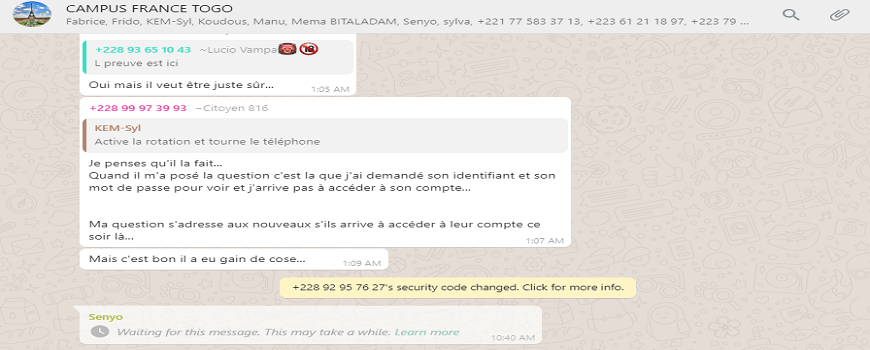 CAMPUS FRANCE TOGO
Fabrice, Frido, KEM-Syl, Koudous, Manu, Mema BITALADAM, Senyo, sylva, +221 77 583 37 13, +223 61 21 18 97, +223 79 ...
+228 93 65 10 43 ~Lucio Vampa
L preuve est ici
Oui mais il veut être juste sûr...
1:05 AM
+228 99 97 39 93 ~Citoyen 816
KEM-Syl
Active la rotation et tourne le téléphone
Je penses qu'il la fait...
Quand il m'a posé la question c'est la que j'ai demandé son identifiant et son
mot de passe pour voir et j'arrive pas à accéder à son compte...
Ma question s'adresse aux nouveaux s'ils arrive à accéder à leur compte ce
soir là...
1:07 AM
Mais c'est bon il a eu gain de cose...
1:09 AM
+228 92 95 76 27's security code changed. Click for more info.
Senyo
Waiting for this message. This may take a while. Learn more
10:40 AM